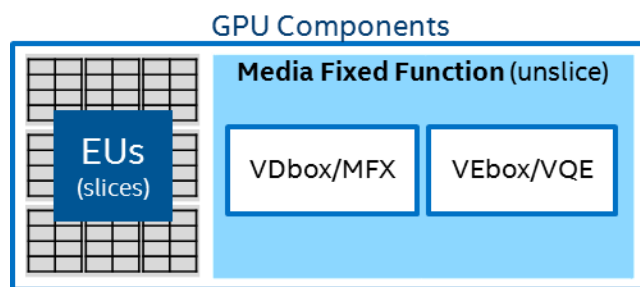 GPU Components
EUs
(slices)
Media Fixed Function (unslice)
VDbox/MFX
VEbox/VQE